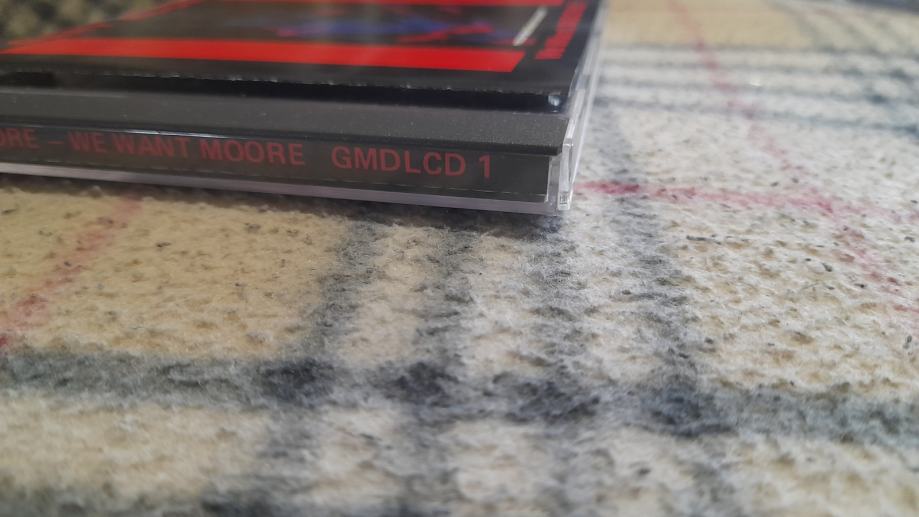 ORE – WE WANT MOORE GMDLCD 1